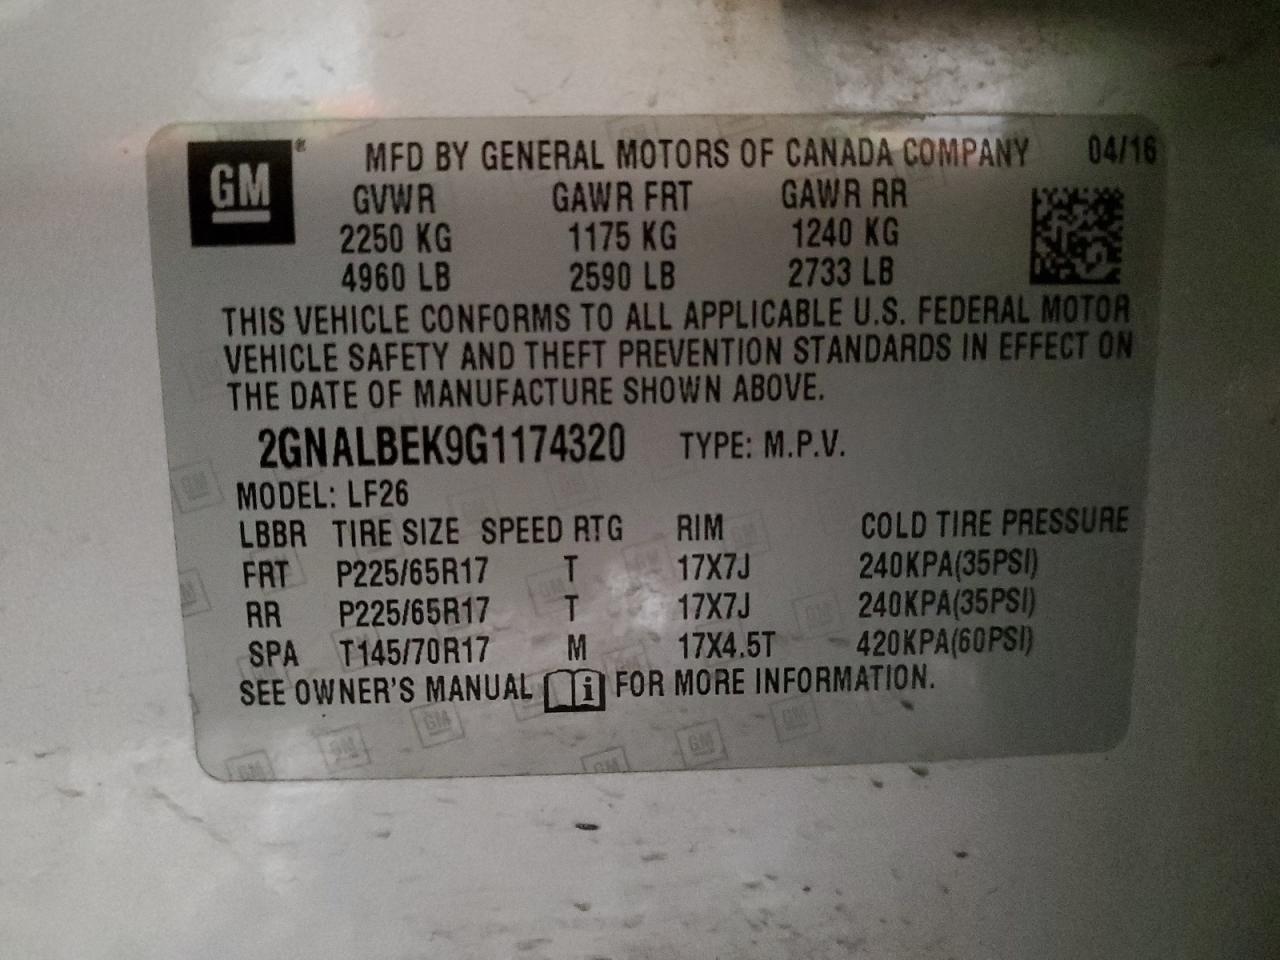 GM® MFD BY GENERAL MOTORS OF CANADA COMPANY 04/16
GVWR GAWR FRT GAWR RR
2250 KG 1175 KG 1240 KG
4960 LB 2590 LB 2733 LB
THIS VEHICLE CONFORMS TO ALL APPLICABLE U.S. FEDERAL MOTOR
VEHICLE SAFETY AND THEFT PREVENTION STANDARDS IN EFFECT ON
THE DATE OF MANUFACTURE SHOWN ABOVE.
2GNALBEK9G1174320 TYPE: M.P.V.
MODEL: LF26
LBBR TIRE SIZE SPEED RTG RIM COLD TIRE PRESSURE
FRT P225/65R17 T 17X7J 240KPA(35PSI)
RR P225/65R17 T 17X7J 240KPA(35PSI)
SPA T145/70R17 M 17X4.5T 420KPA(60PSI)
SEE OWNER'S MANUAL i FOR MORE INFORMATION.